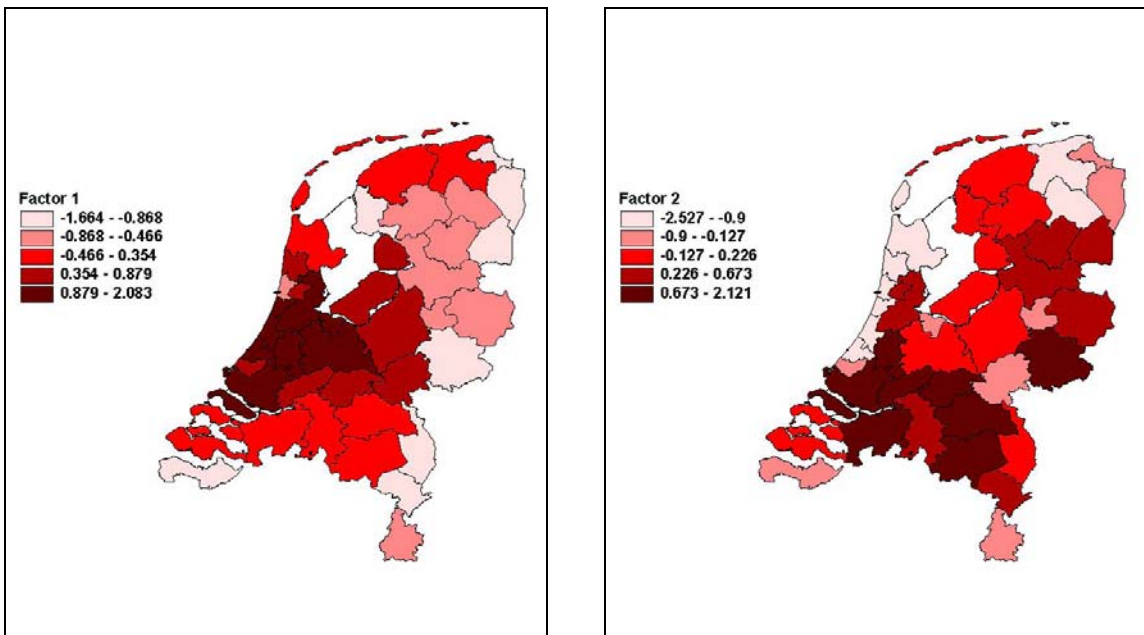 Factor 1
-1.664 - -0.868
-0.868 - -0.466
-0.466 - 0.354
0.354 - 0.879
0.879 - 2.083
Factor 2
-2.527 - -0.9
-0.9 - -0.127
-0.127 - 0.226
0.226 - 0.673
0.673 - 2.121